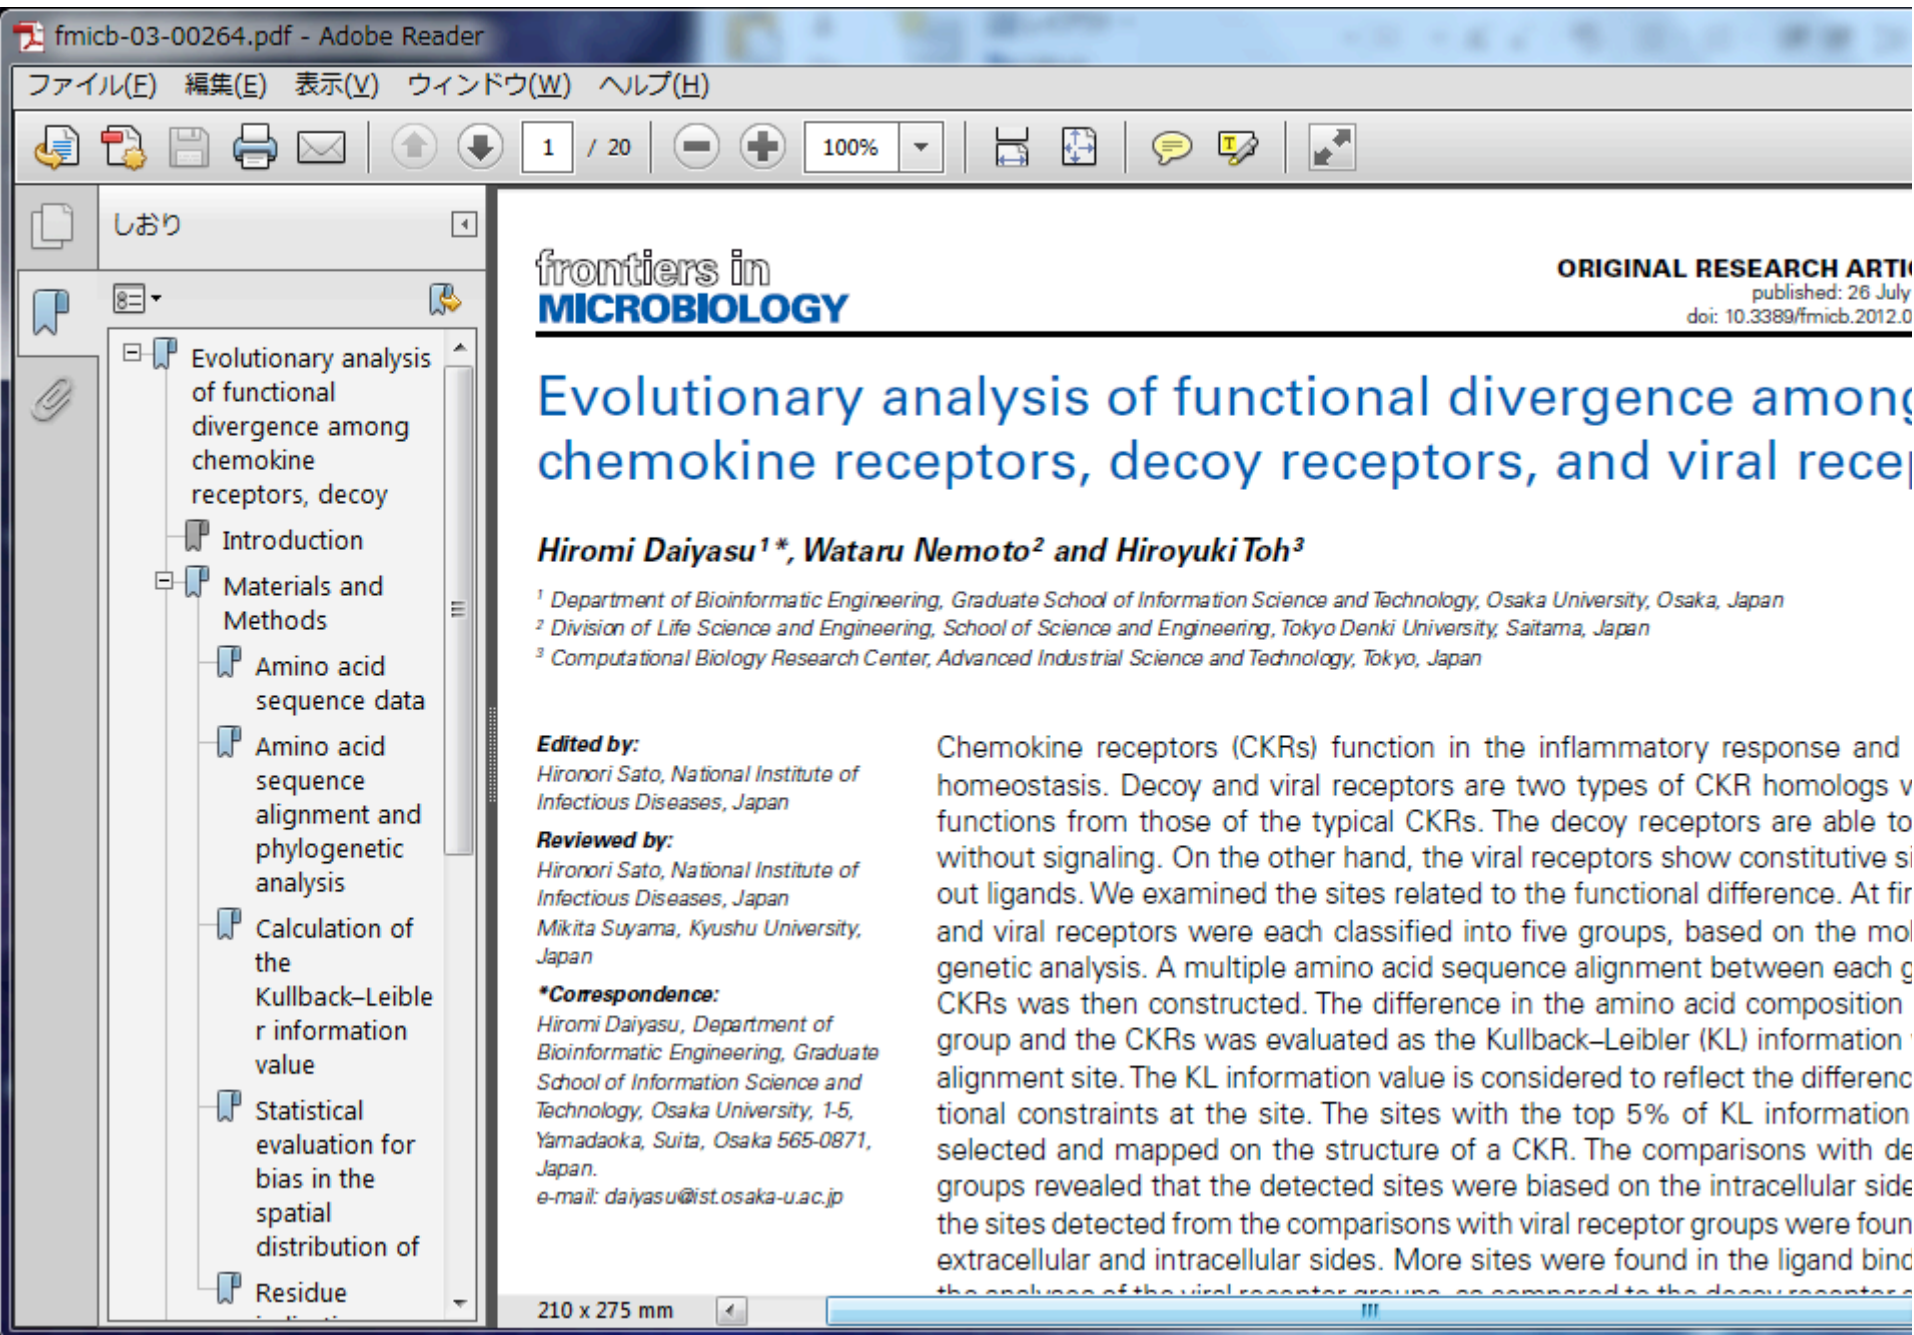 fmicb-03-00264.pdf - Adobe Reader
ファイル(F) 編集(E) 表示(V) ウィンドウ(W) ヘルプ(H)
1 / 20 100%
しおり
Evolutionary analysis
of functional
divergence among
chemokine
receptors, decoy
Introduction
Materials and
Methods
Amino acid
sequence data
Amino acid
sequence
alignment and
phylogenetic
analysis
Calculation of
the
Kullback–Leible
r information
value
Statistical
evaluation for
bias in the
spatial
distribution of
Residue
frontiers in
MICROBIOLOGY
ORIGINAL RESEARCH ARTI
published: 26 July
doi: 10.3389/fmicb.2012.0
Evolutionary analysis of functional divergence among
chemokine receptors, decoy receptors, and viral rece
Hiromi Daiyasu1*, Wataru Nemoto2 and Hiroyuki Toh3
1 Department of Bioinformatic Engineering, Graduate School of Information Science and Technology, Osaka University, Osaka, Japan
2 Division of Life Science and Engineering, School of Science and Engineering, Tokyo Denki University, Saitama, Japan
3 Computational Biology Research Center, Advanced Industrial Science and Technology, Tokyo, Japan
Edited by:
Hironori Sato, National Institute of
Infectious Diseases, Japan
Reviewed by:
Hironori Sato, National Institute of
Infectious Diseases, Japan
Mikita Suyama, Kyushu University,
Japan
*Correspondence:
Hiromi Daiyasu, Department of
Bioinformatic Engineering, Graduate
School of Information Science and
Technology, Osaka University, 1-5,
Yamadaoka, Suita, Osaka 565-0871,
Japan.
e-mail: daiyasu@ist.osaka-u.ac.jp
Chemokine receptors (CKRs) function in the inflammatory response and
homeostasis. Decoy and viral receptors are two types of CKR homologs
functions from those of the typical CKRs. The decoy receptors are able to
without signaling. On the other hand, the viral receptors show constitutive si
out ligands. We examined the sites related to the functional difference. At fir
and viral receptors were each classified into five groups, based on the mol
genetic analysis. A multiple amino acid sequence alignment between each g
CKRs was then constructed. The difference in the amino acid composition
group and the CKRs was evaluated as the Kullback–Leibler (KL) information
alignment site. The KL information value is considered to reflect the differenc
tional constraints at the site. The sites with the top 5% of KL information
selected and mapped on the structure of a CKR. The comparisons with de
groups revealed that the detected sites were biased on the intracellular side
the sites detected from the comparisons with viral receptor groups were foun
extracellular and intracellular sides. More sites were found in the ligand bind
the analyses of the viral receptor groups, as compared to the decoy receptor
210 x 275 mm